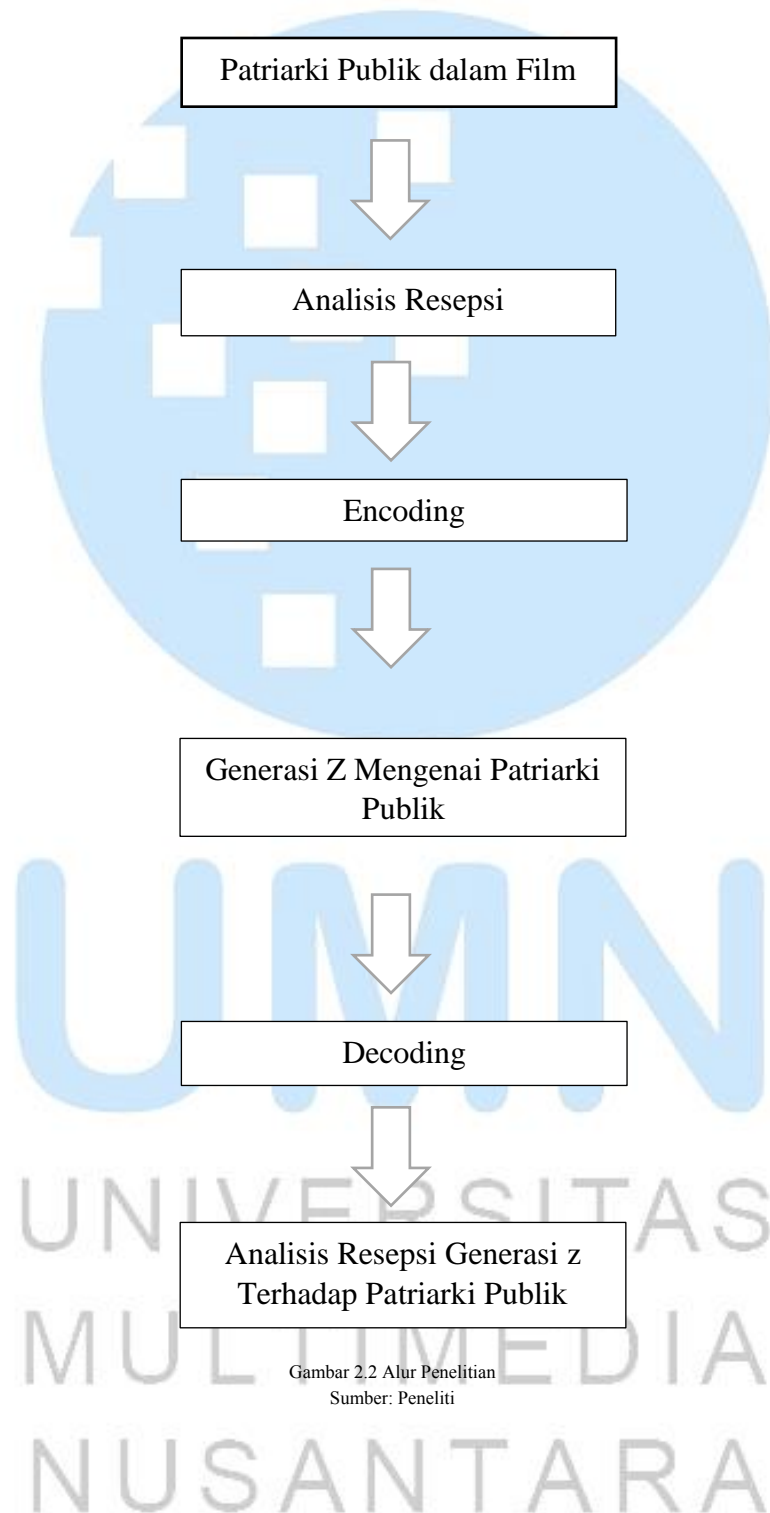 Patriarki Publik dalam Film
Analisis Resepsi
Encoding
Generasi Z Mengenai Patriarki
Publik
UMN
Decoding
UNIVERSITAS
Analisis Resepsi Generasi z
Terhadap Patriarki Publik
MULTIMEDIA
Gambar 2.2 Alur Penelitian
Sumber: Peneliti
NUSANTARA